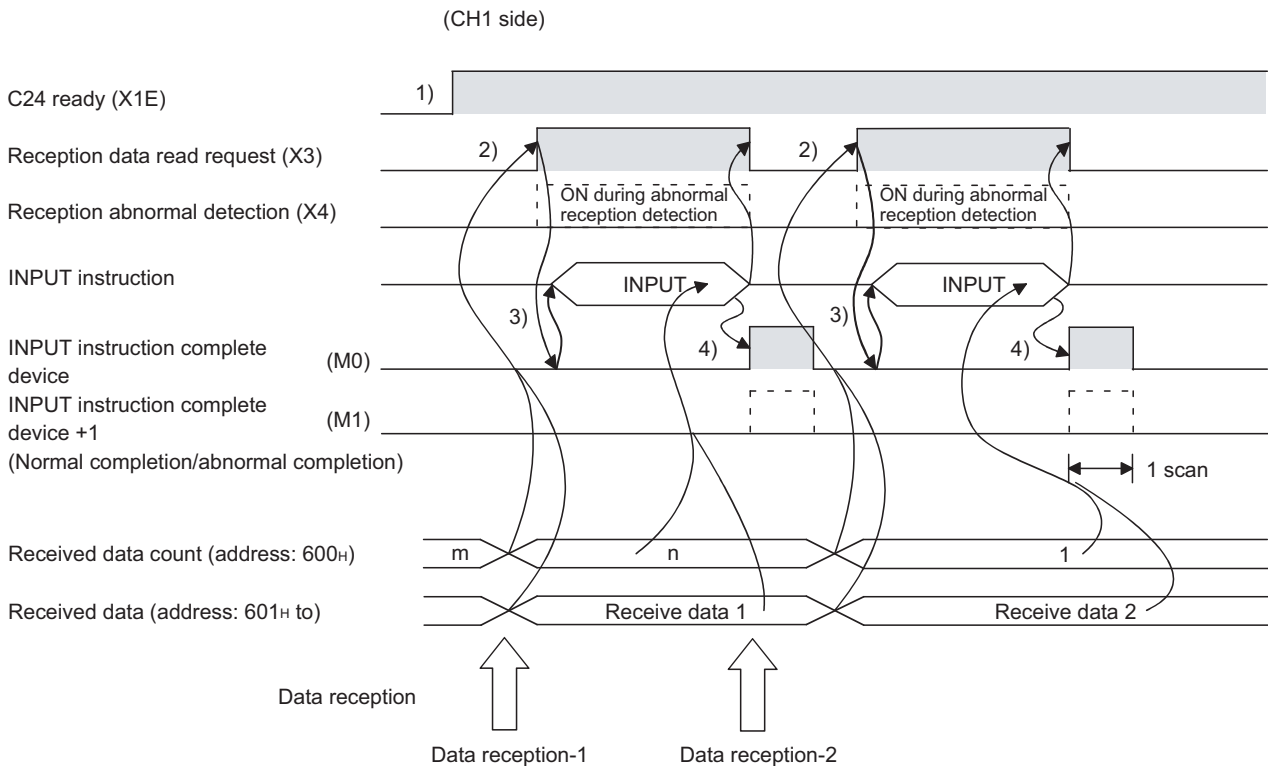 (CH1 side)
C24 ready (X1E)
1)
Reception data read request (X3)
2)
2)
Reception abnormal detection (X4)
ON during abnormal
reception detection
ON during abnormal
reception detection
INPUT instruction
INPUT
INPUT
3)
3)
INPUT instruction complete
device
(M0)
4)
4)
INPUT instruction complete
device +1
(M1)
(Normal completion/abnormal completion)
1 scan
Received data count (address: 600H)
m
n
1
Received data (address: 601H to)
Receive data 1
Receive data 2
Data reception
Data reception-1
Data reception-2